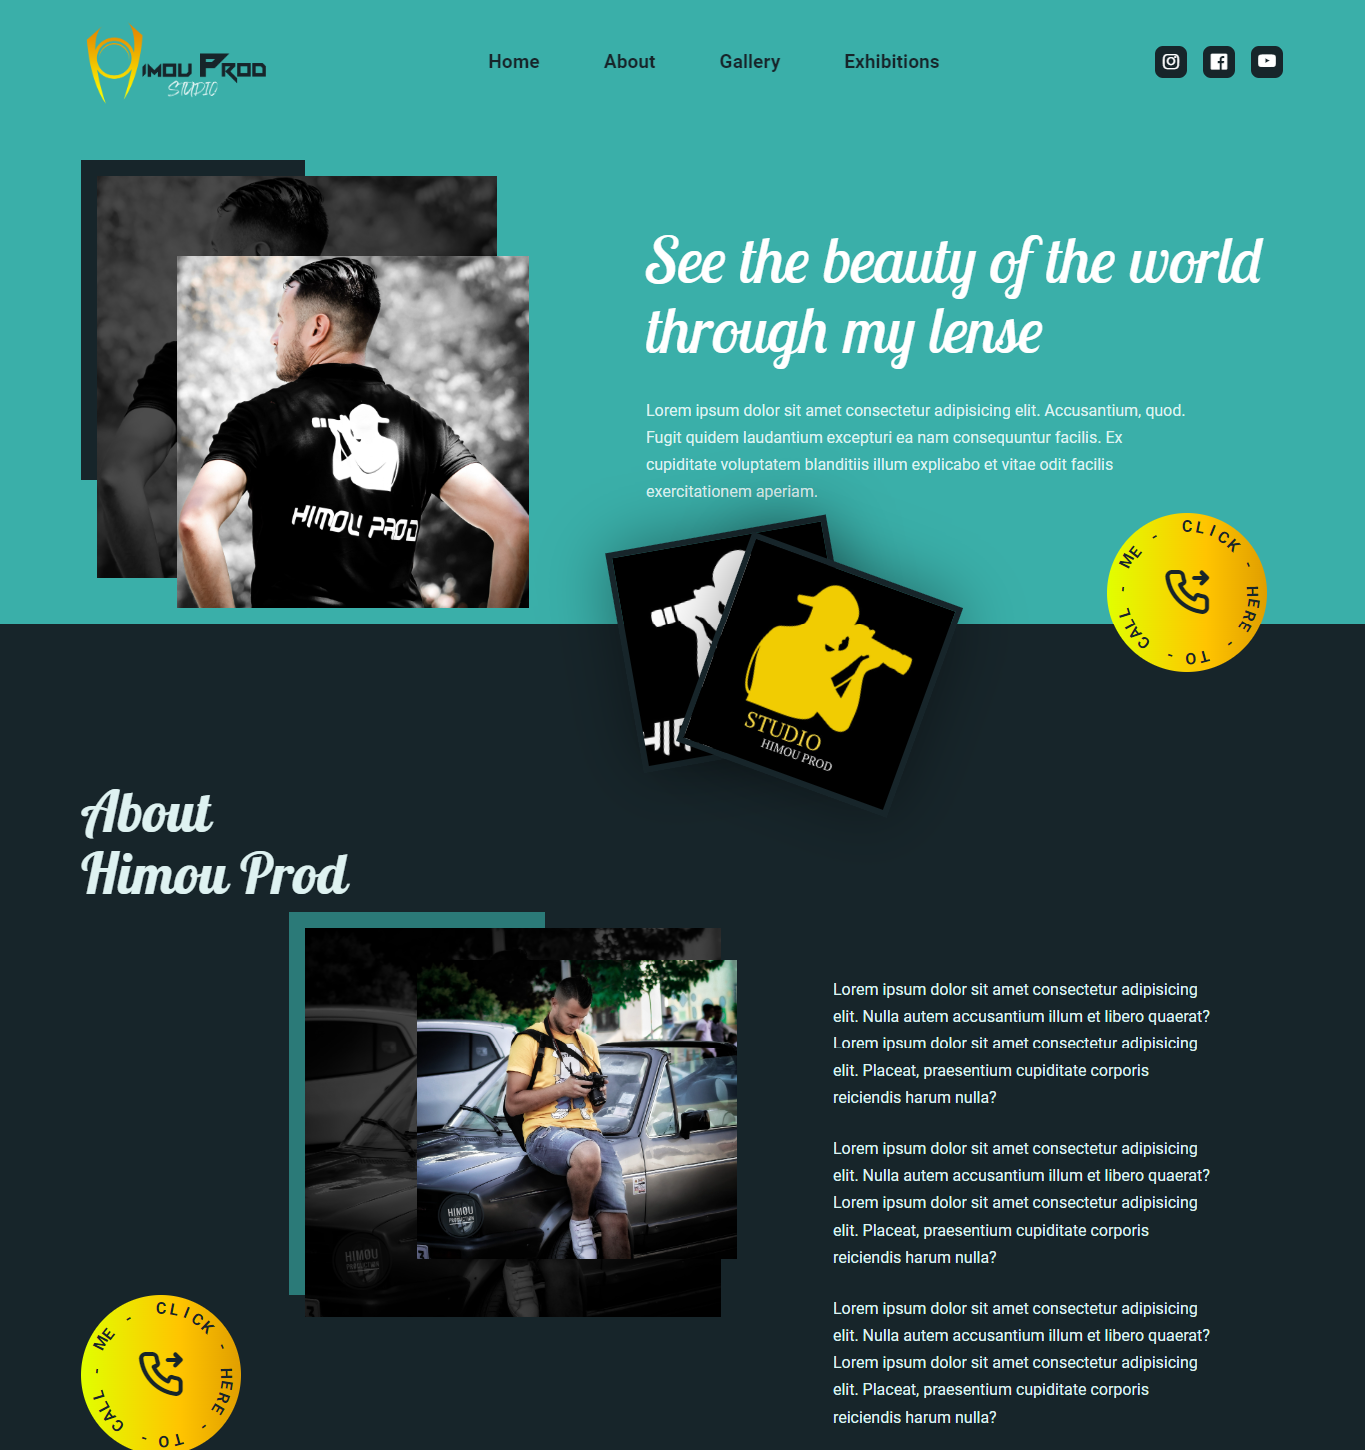 Himou Prod
STUDIO
Home
About
Gallery
Exhibitions
See the beauty of the world
through my lense
Lorem ipsum dolor sit amet consectetur adipisicing elit. Accusantium, quod.
Fugit quidem laudantium excepturi ea nam consequuntur facilis. Ex
cupiditate voluptatem blanditiis illum explicabo et vitae odit facilis
exercitationem aperiam.
HIMOU PROD
HIM
STUDIO
HIMOU PROD
CLICK - HERE - TO - CALL - ME -
About
Himou Prod
Lorem ipsum dolor sit amet consectetur adipisicing
elit. Nulla autem accusantium illum et libero quaerat?
Lorem ipsum dolor sit amet consectetur adipisicing
elit. Placeat, praesentium cupiditate corporis
reiciendis harum nulla?
Lorem ipsum dolor sit amet consectetur adipisicing
elit. Nulla autem accusantium illum et libero quaerat?
Lorem ipsum dolor sit amet consectetur adipisicing
elit. Placeat, praesentium cupiditate corporis
reiciendis harum nulla?
Lorem ipsum dolor sit amet consectetur adipisicing
elit. Nulla autem accusantium illum et libero quaerat?
Lorem ipsum dolor sit amet consectetur adipisicing
elit. Placeat, praesentium cupiditate corporis
reiciendis harum nulla?
HIMOU
PRODUCTION
HIMOU
PRODUCTION
CLICK - HERE - TO - CALL - ME -